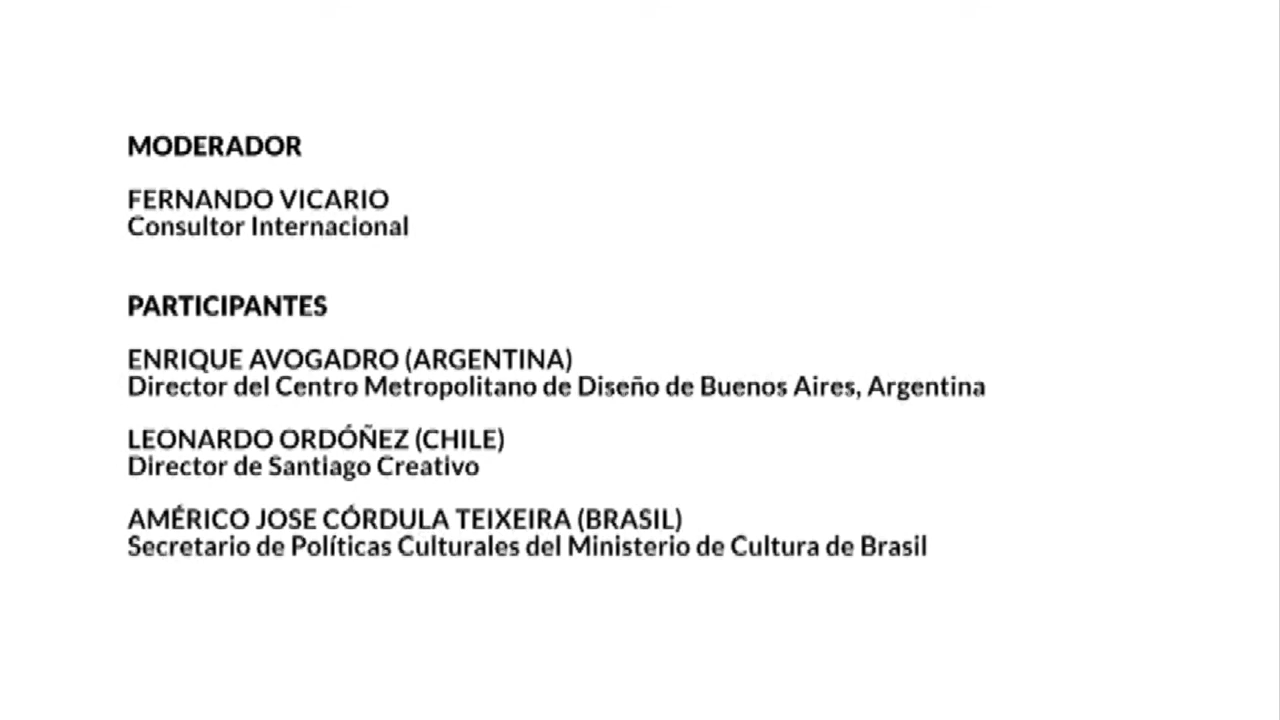 MODERADOR
FERNANDO VICARIO
Consultor Internacional
PARTICIPANTES
ENRIQUE AVOGADRO (ARGENTINA)
Director del Centro Metropolitano de Diseño de Buenos Aires, Argentina
LEONARDO ORDÓÑEZ (CHILE)
Director de Santiago Creativo
AMÉRICO JOSE CÓRDULA TEIXEIRA (BRASIL)
Secretario de Políticas Culturales del Ministerio de Cultura de Brasil